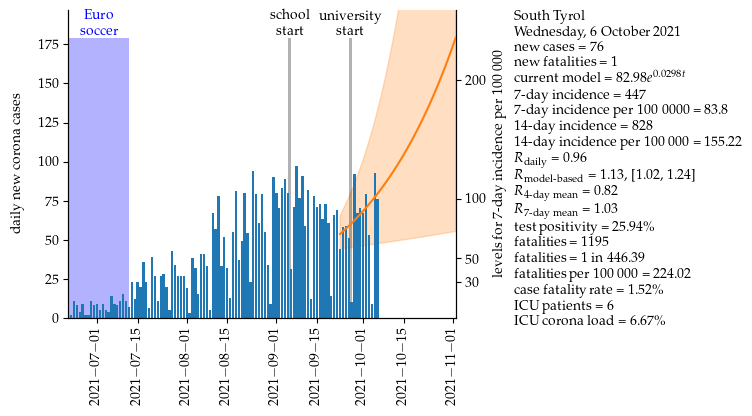 Euro
soccer
school
start
university
start
daily new corona cases
175
150
125
100
75
50
25
0
2021−07−01
2021−07−15
2021−08−01
2021−08−15
2021−09−01
2021−09−15
2021−10−01
2021−10−15
2021−11−01
200
100
50
30
levels for 7-day incidence per 100 000
South Tyrol
Wednesday, 6 October 2021
new cases = 76
new fatalities = 1
current model = 82.98e^0.0298t
7-day incidence = 447
7-day incidence per 100 0000 = 83.8
14-day incidence = 828
14-day incidence per 100 000 = 155.22
R_daily = 0.96
R_model-based = 1.13, [1.02, 1.24]
R_4-day mean = 0.82
R_7-day mean = 1.03
test positivity = 25.94%
fatalities = 1195
fatalities = 1 in 446.39
fatalities per 100 000 = 224.02
case fatality rate = 1.52%
ICU patients = 6
ICU corona load = 6.67%